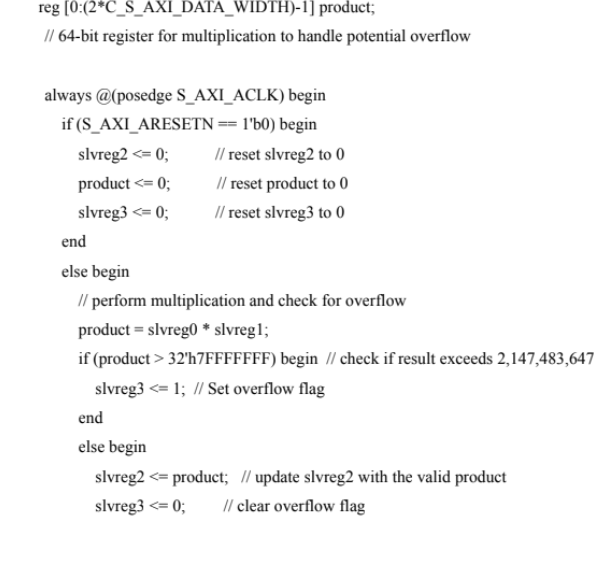 reg [0:(2*C_S_AXI_DATA_WIDTH)-1] product;
// 64-bit register for multiplication to handle potential overflow
always @(posedge S_AXI_ACLK) begin
if (S_AXI_ARESETN == 1'b0) begin
slvreg2 <= 0; // reset slvreg2 to 0
product <= 0; // reset product to 0
slvreg3 <= 0; // reset slvreg3 to 0
end
else begin
// perform multiplication and check for overflow
product = slvreg0 * slvreg1;
if (product > 32'h7FFFFFFF) begin // check if result exceeds 2,147,483,647
slvreg3 <= 1; // Set overflow flag
end
else begin
slvreg2 <= product; // update slvreg2 with the valid product
slvreg3 <= 0; // clear overflow flag